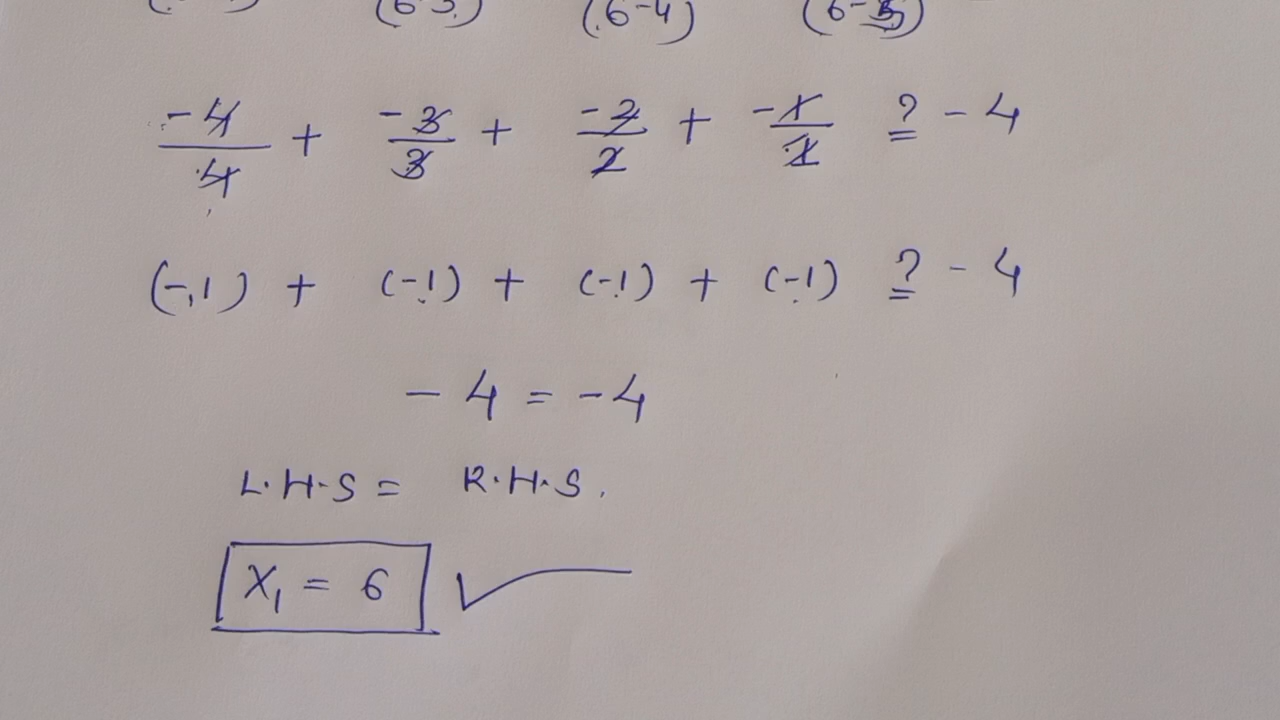 (6-3) (6-4) (6-5)
-4/4 + -3/3 + -2/2 + -1/1 ?= -4
(-1) + (-1) + (-1) + (-1) ?= -4
-4 = -4
L.H.S = R.H.S.
X₁ = 6 ✓